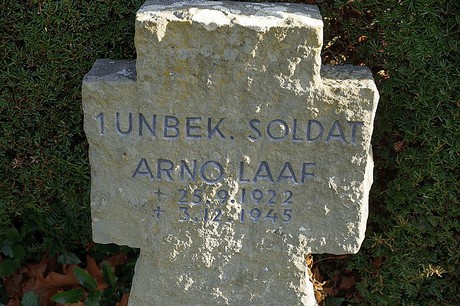 1 UNBEK. SOLDAT
ARNO LAAF
+ 25.9.1922
+ 3.12.1945